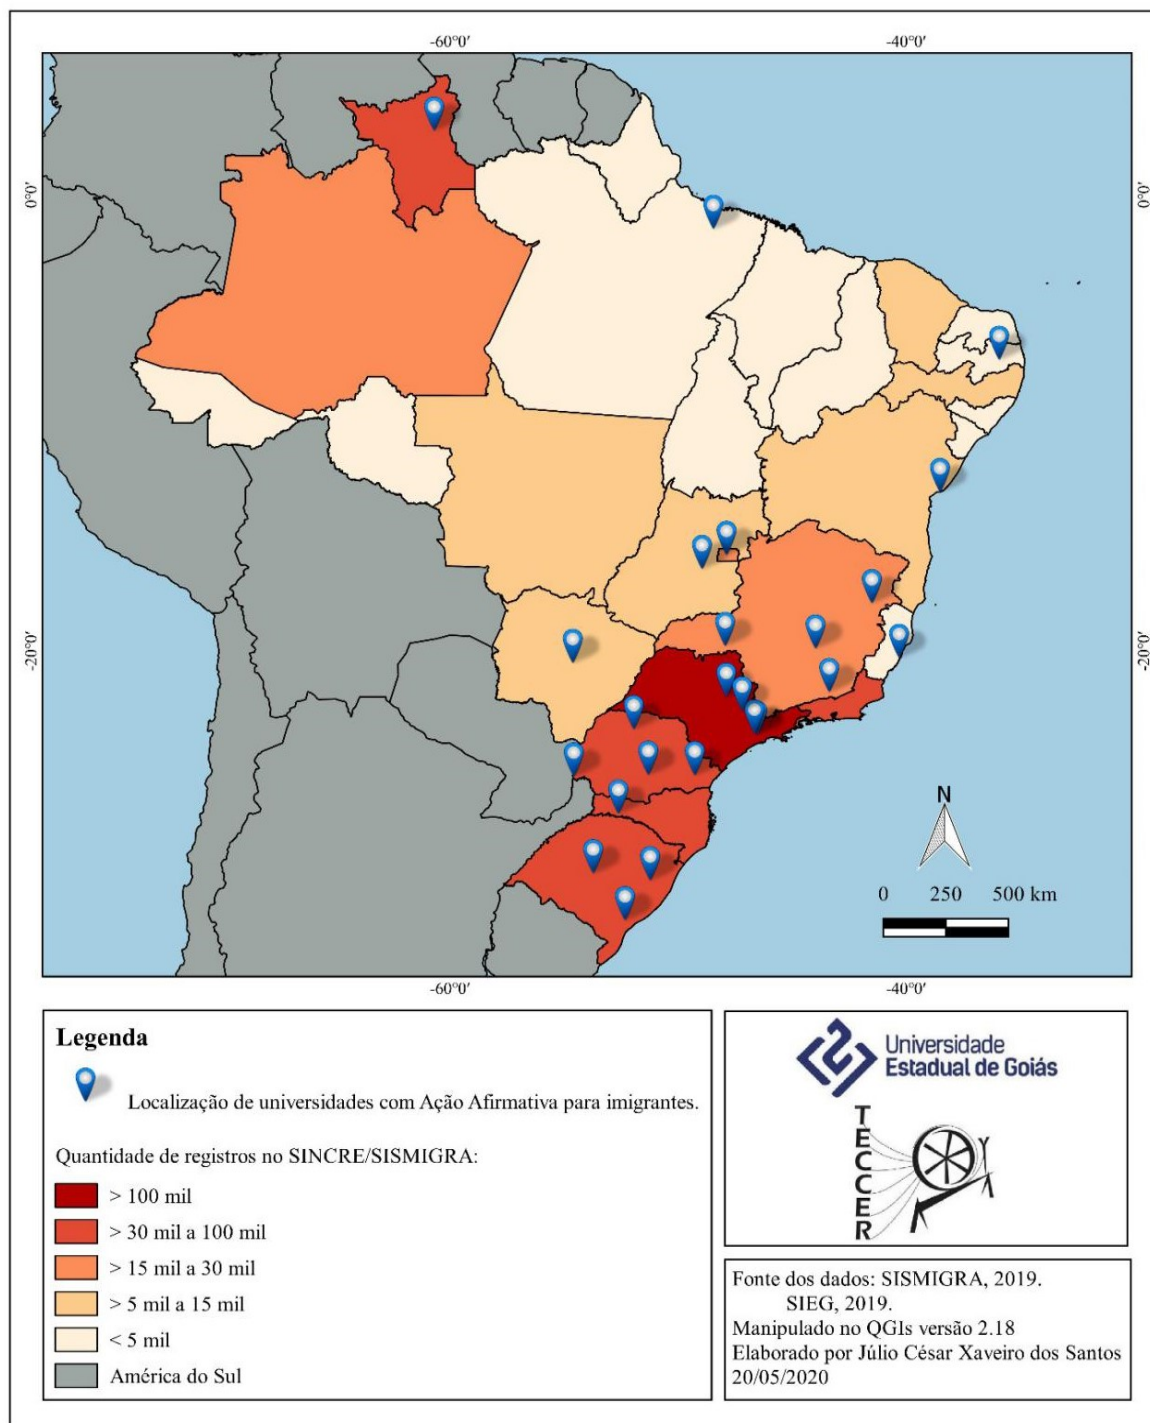 -60°0′
-40°0′
0°0′
0°0′
-20°0′
-20°0′
N
0 250 500 km
-60°0′
-40°0′
Legenda
Localização de universidades com Ação Afirmativa para imigrantes.
Quantidade de registros no SINCRE/SISMIGRA:
> 100 mil
> 30 mil a 100 mil
> 15 mil a 30 mil
> 5 mil a 15 mil
< 5 mil
América do Sul
Universidade
Estadual de Goiás
TECCER
Fonte dos dados: SISMIGRA, 2019.
SIEG, 2019.
Manipulado no QGIs versão 2.18
Elaborado por Júlio César Xaveiro dos Santos
20/05/2020